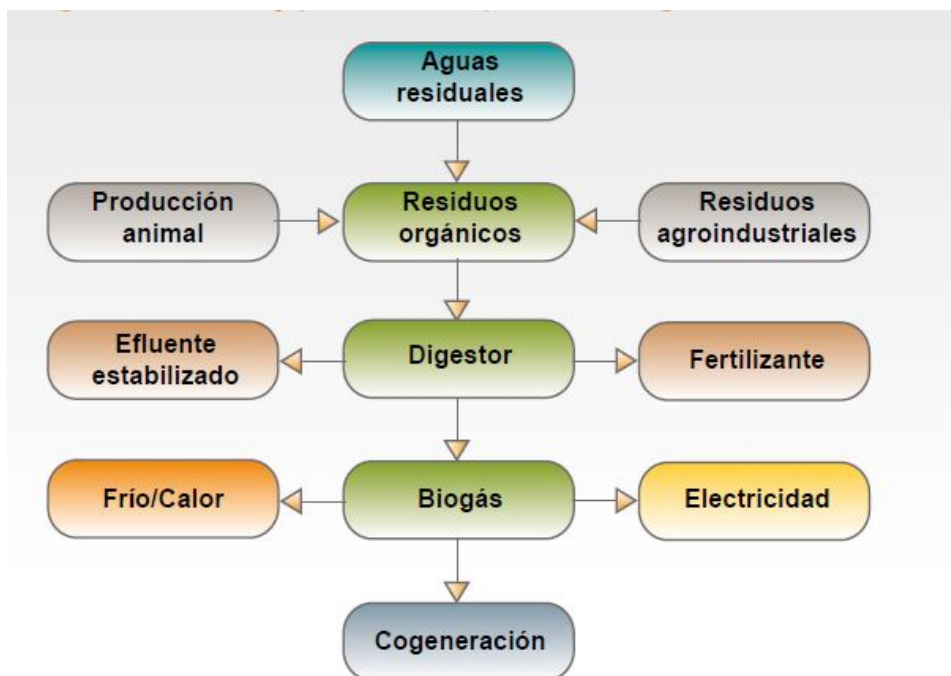 Aguas
residuales
Producción
animal
Residuos
orgánicos
Residuos
agroindustriales
Efluente
estabilizado
Digestor
Fertilizante
Frío/Calor
Biogás
Electricidad
Cogeneración